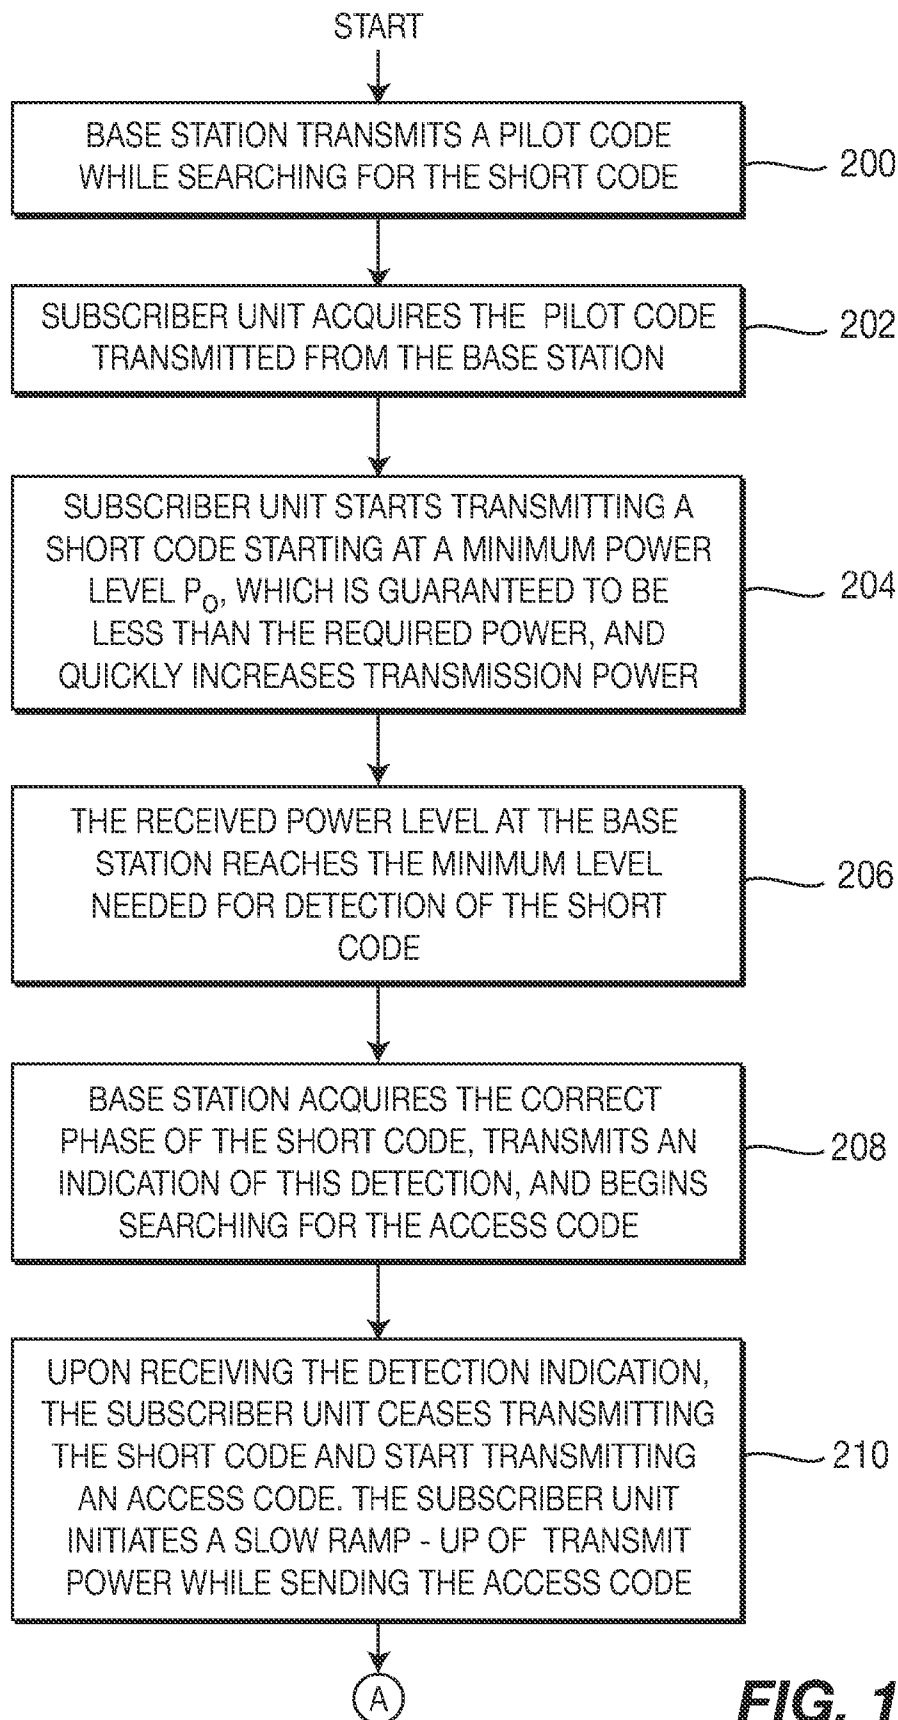 START
BASE STATION TRANSMITS A PILOT CODE
WHILE SEARCHING FOR THE SHORT CODE
200
SUBSCRIBER UNIT ACQUIRES THE PILOT CODE
TRANSMITTED FROM THE BASE STATION
202
SUBSCRIBER UNIT STARTS TRANSMITTING A
SHORT CODE STARTING AT A MINIMUM POWER
LEVEL PO, WHICH IS GUARANTEED TO BE
LESS THAN THE REQUIRED POWER, AND
QUICKLY INCREASES TRANSMISSION POWER
204
THE RECEIVED POWER LEVEL AT THE BASE
STATION REACHES THE MINIMUM LEVEL
NEEDED FOR DETECTION OF THE SHORT
CODE
206
BASE STATION ACQUIRES THE CORRECT
PHASE OF THE SHORT CODE, TRANSMITS AN
INDICATION OF THIS DETECTION, AND BEGINS
SEARCHING FOR THE ACCESS CODE
208
UPON RECEIVING THE DETECTION INDICATION,
THE SUBSCRIBER UNIT CEASES TRANSMITTING
THE SHORT CODE AND START TRANSMITTING
AN ACCESS CODE. THE SUBSCRIBER UNIT
INITIATES A SLOW RAMP - UP OF TRANSMIT
POWER WHILE SENDING THE ACCESS CODE
210
A
FIG. 1